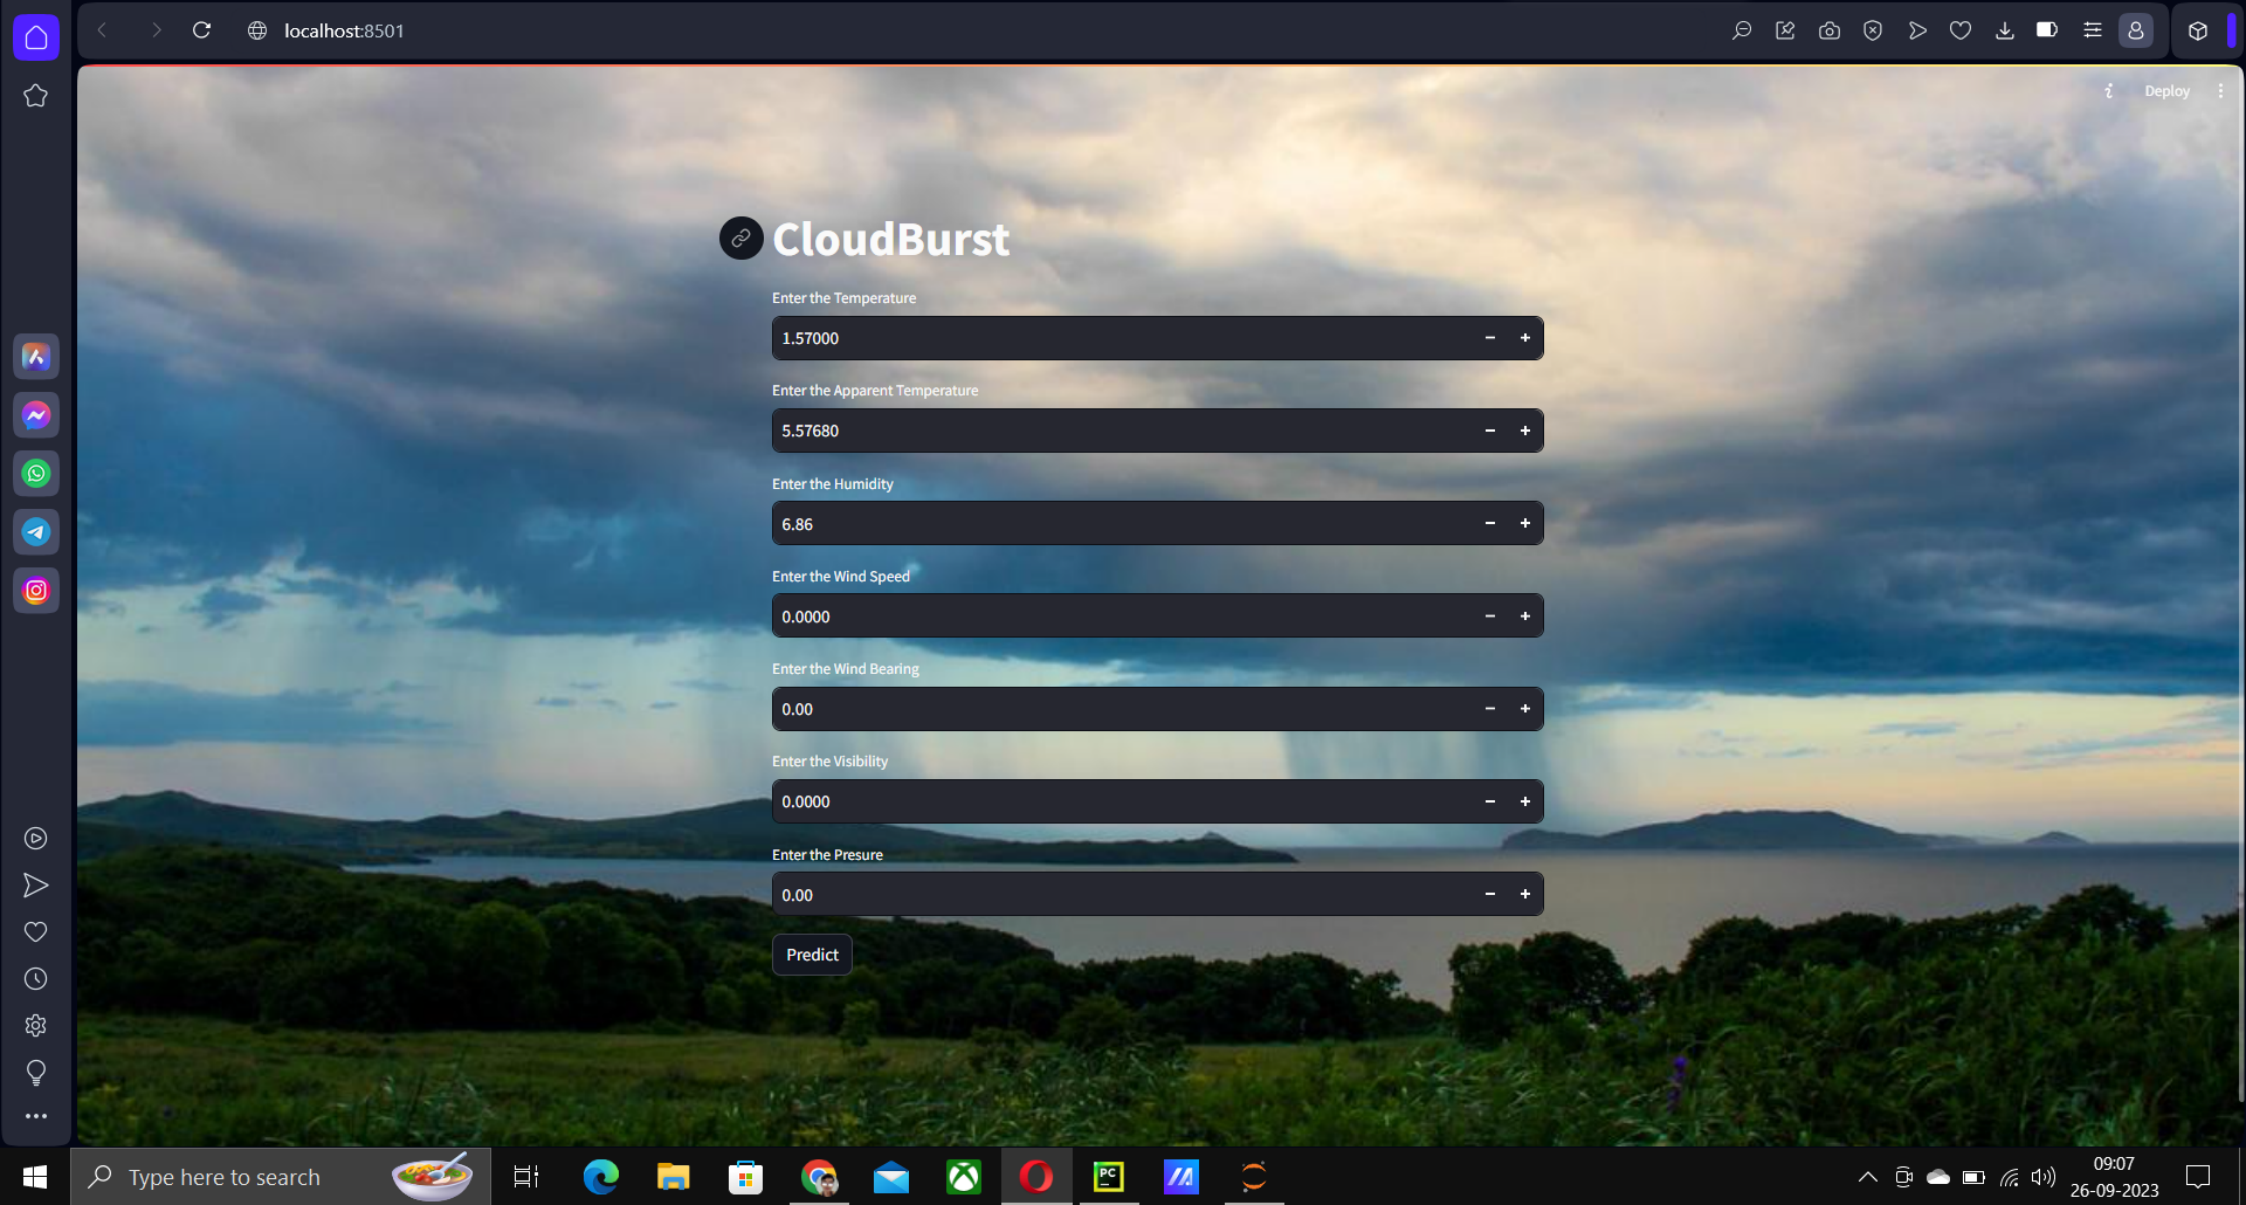 localhost:8501
Deploy
CloudBurst
Enter the Temperature
1.57000
Enter the Apparent Temperature
5.57680
Enter the Humidity
6.86
Enter the Wind Speed
0.0000
Enter the Wind Bearing
0.00
Enter the Visibility
0.0000
Enter the Presure
0.00
Predict
Type here to search
PC
09:07
26-09-2023